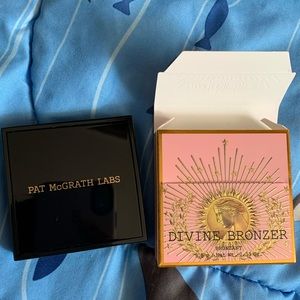 PAT McGRATH LABS
DIVINE BRONZER